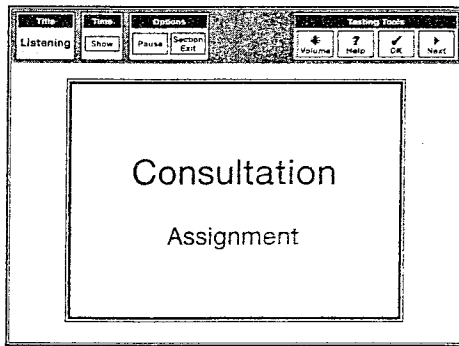 Title Time Options Testing Tools
Listening Show Pause Section Exit Volume ? Help OK Next
Consultation
Assignment